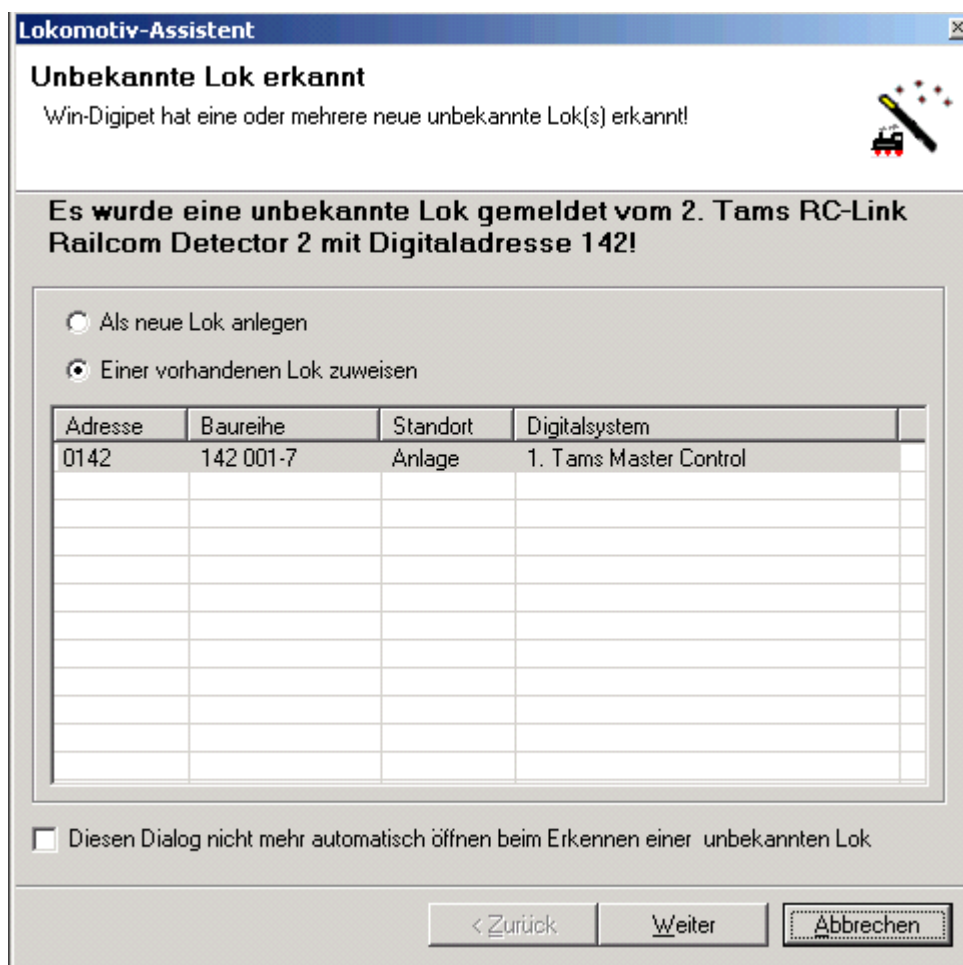 Lokomotiv-Assistent
Unbekannte Lok erkannt
Win-Digipet hat eine oder mehrere neue unbekannte Lok(s) erkannt!
Es wurde eine unbekannte Lok gemeldet vom 2. Tams RC-Link
Railcom Detector 2 mit Digitaladresse 142!
Als neue Lok anlegen
Einer vorhandenen Lok zuweisen
Adresse Baureihe Standort Digitalsystem
0142 142 001-7 Anlage 1. Tams Master Control
Diesen Dialog nicht mehr automatisch öffnen beim Erkennen einer unbekannten Lok
< Zurück Weiter Abbrechen